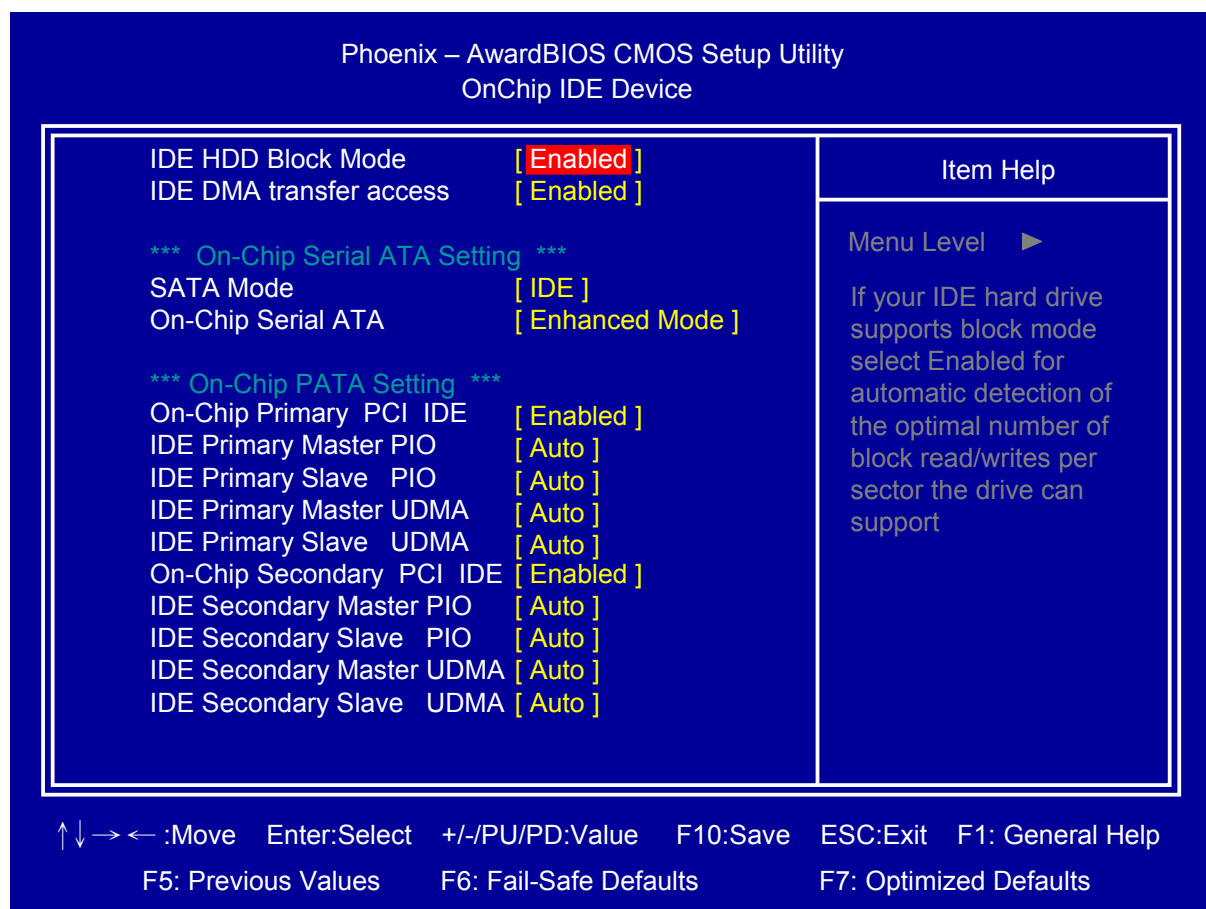 Phoenix – AwardBIOS CMOS Setup Utility
OnChip IDE Device
IDE HDD Block Mode [ Enabled ]
IDE DMA transfer access [ Enabled ]
*** On-Chip Serial ATA Setting ***
SATA Mode [ IDE ]
On-Chip Serial ATA [ Enhanced Mode ]
*** On-Chip PATA Setting ***
On-Chip Primary PCI IDE [ Enabled ]
IDE Primary Master PIO [ Auto ]
IDE Primary Slave PIO [ Auto ]
IDE Primary Master UDMA [ Auto ]
IDE Primary Slave UDMA [ Auto ]
On-Chip Secondary PCI IDE [ Enabled ]
IDE Secondary Master PIO [ Auto ]
IDE Secondary Slave PIO [ Auto ]
IDE Secondary Master UDMA [ Auto ]
IDE Secondary Slave UDMA [ Auto ]
Item Help
Menu Level ►
If your IDE hard drive
supports block mode
select Enabled for
automatic detection of
the optimal number of
block read/writes per
sector the drive can
support
↑↓→← :Move Enter:Select +/-/PU/PD:Value F10:Save ESC:Exit F1: General Help
F5: Previous Values F6: Fail-Safe Defaults F7: Optimized Defaults